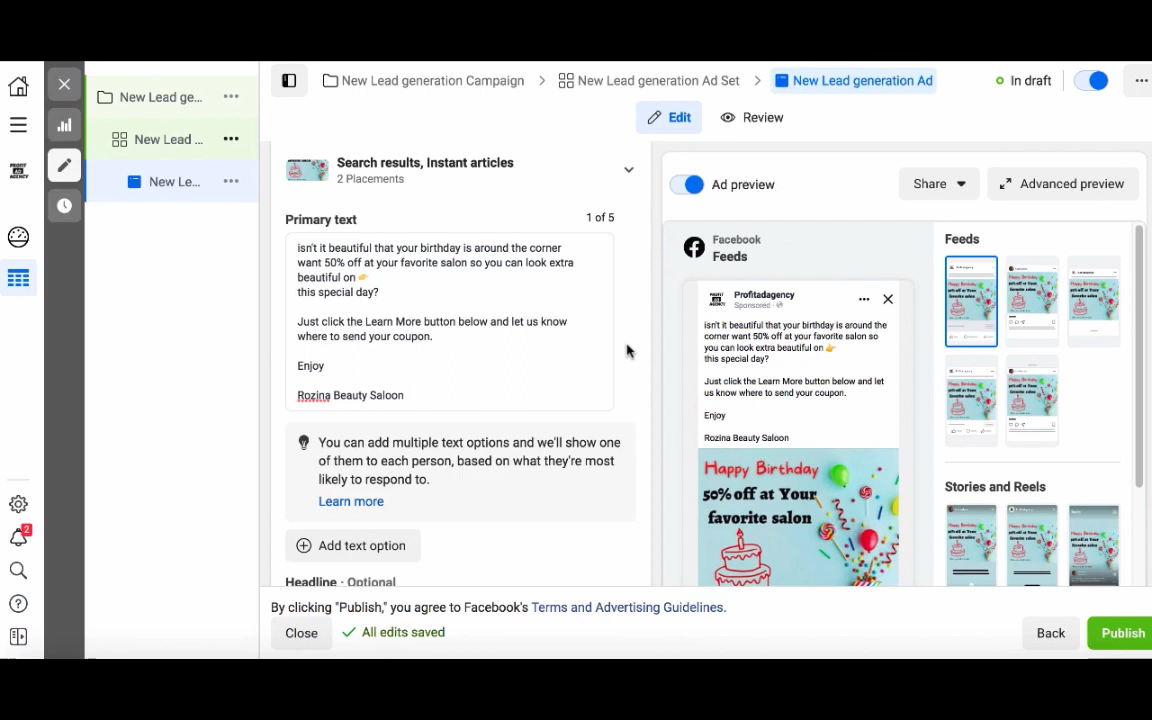 New Lead generation Campaign
New Lead generation Ad Set
New Lead generation Ad
In draft
Edit
Review
New Lead ge...
New Lead ...
New Le...
PROFIT
AD
AGENCY
2
Search results, Instant articles
2 Placements
Primary text
1 of 5
isn't it beautiful that your birthday is around the corner
want 50% off at your favorite salon so you can look extra
beautiful on 👉
this special day?
Just click the Learn More button below and let us know
where to send your coupon.
Enjoy
Rozina Beauty Saloon
You can add multiple text options and we'll show one
of them to each person, based on what they're most
likely to respond to.
Learn more
Add text option
Headline · Optional
Ad preview
Share
Advanced preview
Facebook
Feeds
PROFIT
AD
AGENCY
Profitadagency
Sponsored ·
isn't it beautiful that your birthday is around the
corner want 50% off at your favorite salon so
you can look extra beautiful on 👉
this special day?
Just click the Learn More button below and let
us know where to send your coupon.
Enjoy
Rozina Beauty Saloon
Happy Birthday
50% off at Your
favorite salon
Feeds
Stories and Reels
By clicking "Publish," you agree to Facebook's Terms and Advertising Guidelines.
Close
All edits saved
Back
Publish